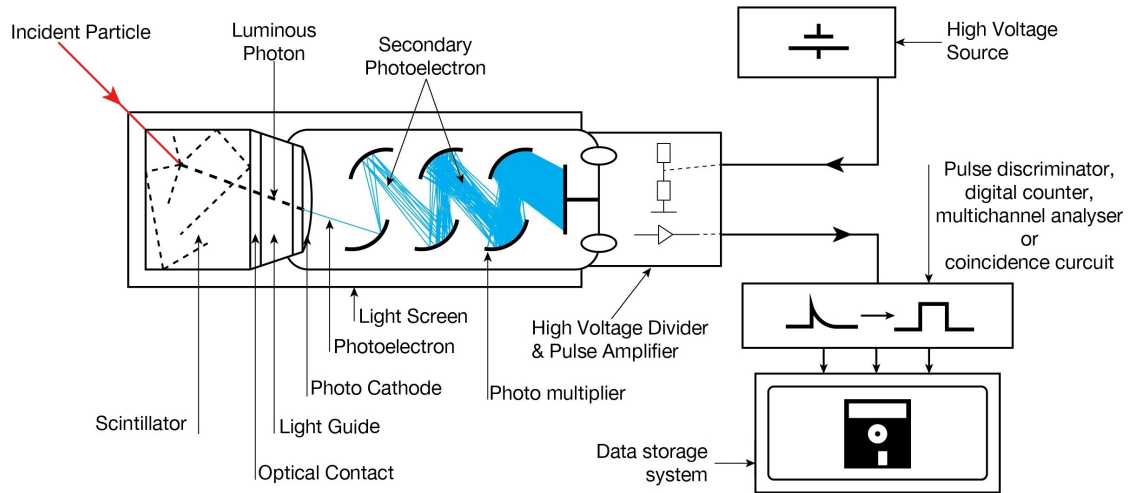 Incident Particle
Luminous
Photon
Secondary
Photoelectron
High Voltage
Source
Pulse discriminator,
digital counter,
multichannel analyser
or
coincidence curcuit
Light Screen
Photoelectron
High Voltage Divider
& Pulse Amplifier
Photo Cathode
Photo multiplier
Scintillator
Light Guide
Optical Contact
Data storage
system